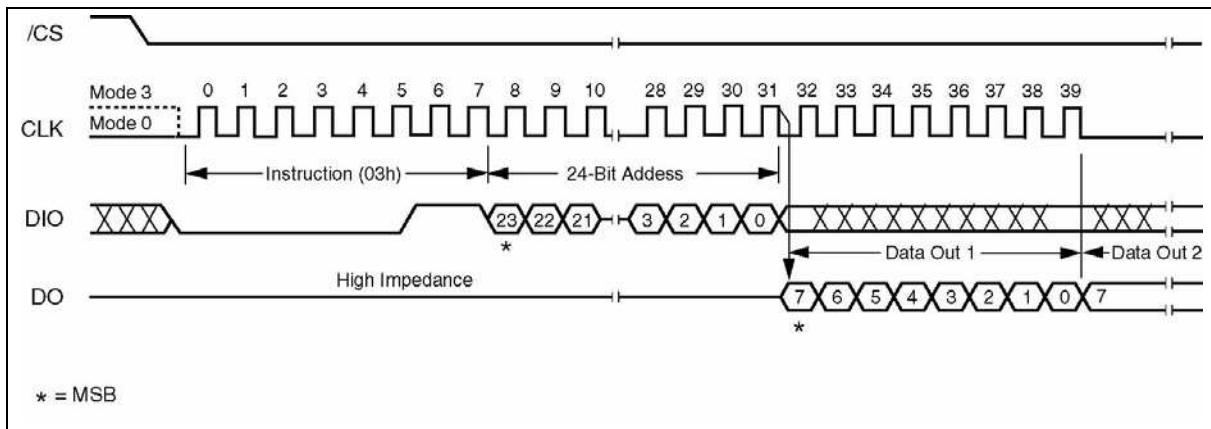 /CS
Mode 3
Mode 0
CLK
0 1 2 3 4 5 6 7 8 9 10 28 29 30 31 32 33 34 35 36 37 38 39
Instruction (03h)
24-Bit Addess
DIO
23 22 21 3 2 1 0
*
Data Out 1
Data Out 2
High Impedance
DO
7 6 5 4 3 2 1 0 7
*
* = MSB